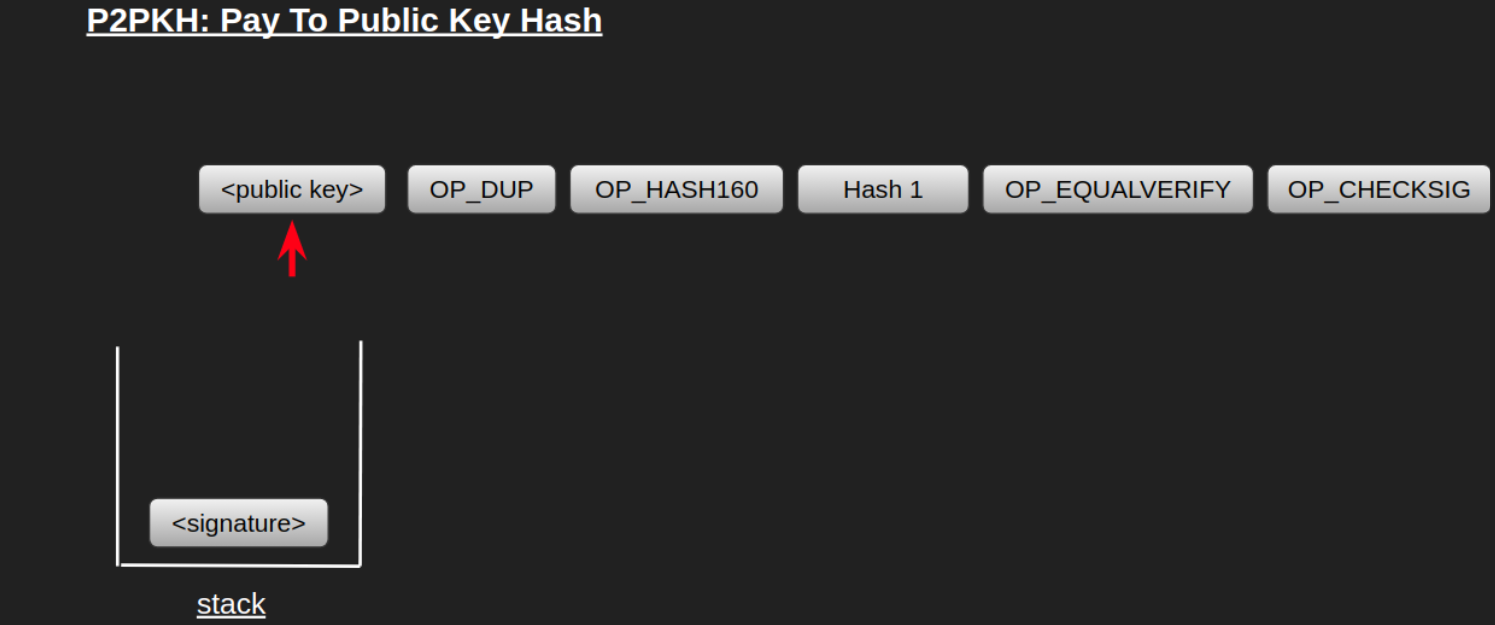 P2PKH: Pay To Public Key Hash
<public key> OP_DUP OP_HASH160 Hash 1 OP_EQUALVERIFY OP_CHECKSIG
<signature>
stack